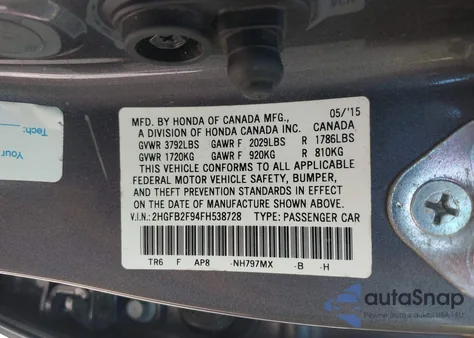 MFD. BY HONDA OF CANADA MFG., 05/'15
A DIVISION OF HONDA CANADA INC. CANADA
GVWR 3792LBS GAWR F 2029LBS R 1786LBS
GVWR 1720KG GAWR F 920KG R 810KG
THIS VEHICLE CONFORMS TO ALL APPLICABLE
FEDERAL MOTOR VEHICLE SAFETY, BUMPER,
AND THEFT PREVENTION STANDARDS IN EFFECT
ON THE DATE OF MANUFACTURE SHOWN ABOVE.
V.I.N.: 2HGFB2F94FH538728 TYPE: PASSENGER CAR
TR6 F AP8 -NH797MX -B -H
Tech:
Your
autoSnap